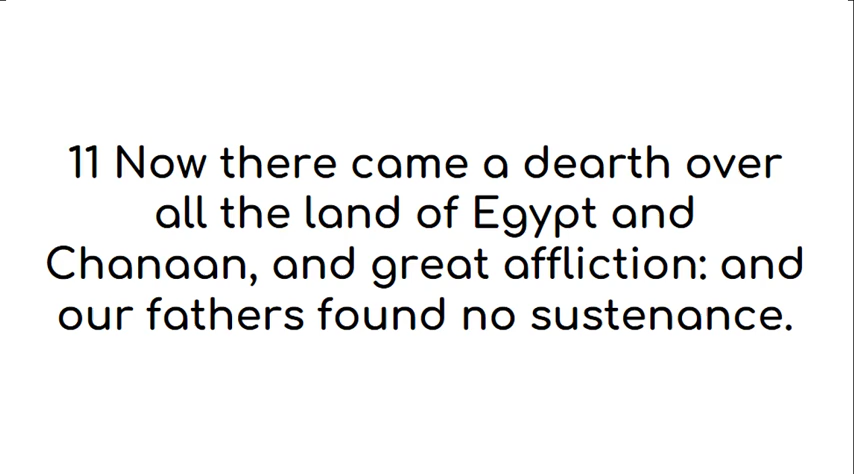 11 Now there came a dearth over
all the land of Egypt and
Chanaan, and great affliction: and
our fathers found no sustenance.